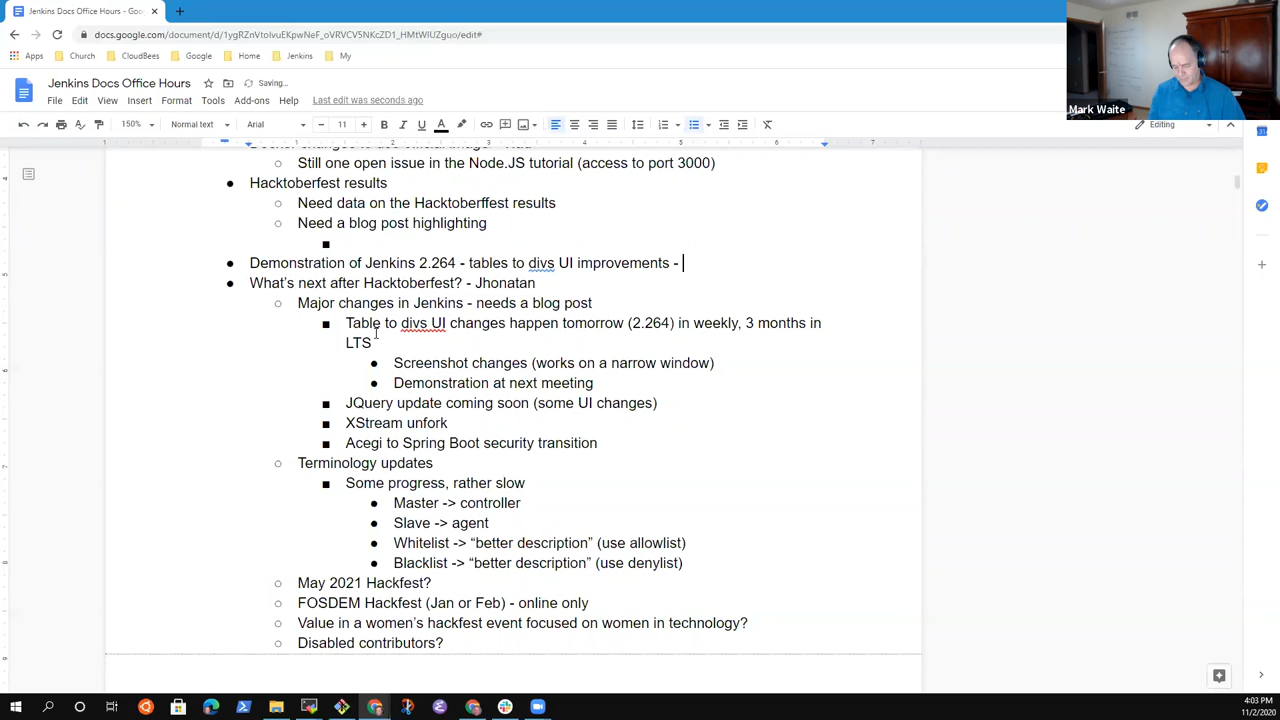 Jenkins Docs Office Hours - Goo
docs.google.com/document/d/1ygRZnVtoIvuEKpwNeF_oVRVCV5NKcZD1_HMtWIUZguo/edit#
Apps Church CloudBees Google Home Jenkins My
Jenkins Docs Office Hours Saving...
File Edit View Insert Format Tools Add-ons Help Last edit was seconds ago
150% Normal text Arial 11 Editing
Mark Waite
1 1 2 3 4 5 6 7
Still one open issue in the Node.JS tutorial (access to port 3000)
Hacktoberfest results
Need data on the Hacktoberffest results
Need a blog post highlighting
Demonstration of Jenkins 2.264 - tables to divs UI improvements -
What's next after Hacktoberfest? - Jhonatan
Major changes in Jenkins - needs a blog post
Table to divs UI changes happen tomorrow (2.264) in weekly, 3 months in
LTS
Screenshot changes (works on a narrow window)
Demonstration at next meeting
JQuery update coming soon (some UI changes)
XStream unfork
Acegi to Spring Boot security transition
Terminology updates
Some progress, rather slow
Master -> controller
Slave -> agent
Whitelist -> “better description” (use allowlist)
Blacklist -> “better description” (use denylist)
May 2021 Hackfest?
FOSDEM Hackfest (Jan or Feb) - online only
Value in a women's hackfest event focused on women in technology?
Disabled contributors?
4:03 PM
11/2/2020